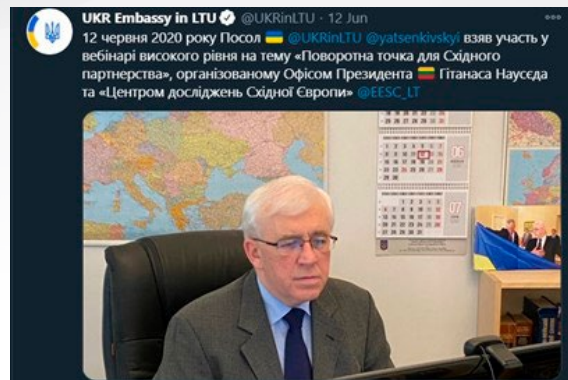 UKR Embassy in LTU @UKRinLTU · 12 Jun
12 червня 2020 року Посол 🇺🇦 @UKRinLTU @yatsenkivskyi взяв участь у
вебінарі високого рівня на тему «Поворотна точка для Східного
партнерства», організованому Офісом Президента 🇱🇹 Гітанаса Науседа
та «Центром досліджень Східної Європи» @EESC_LT
06
07